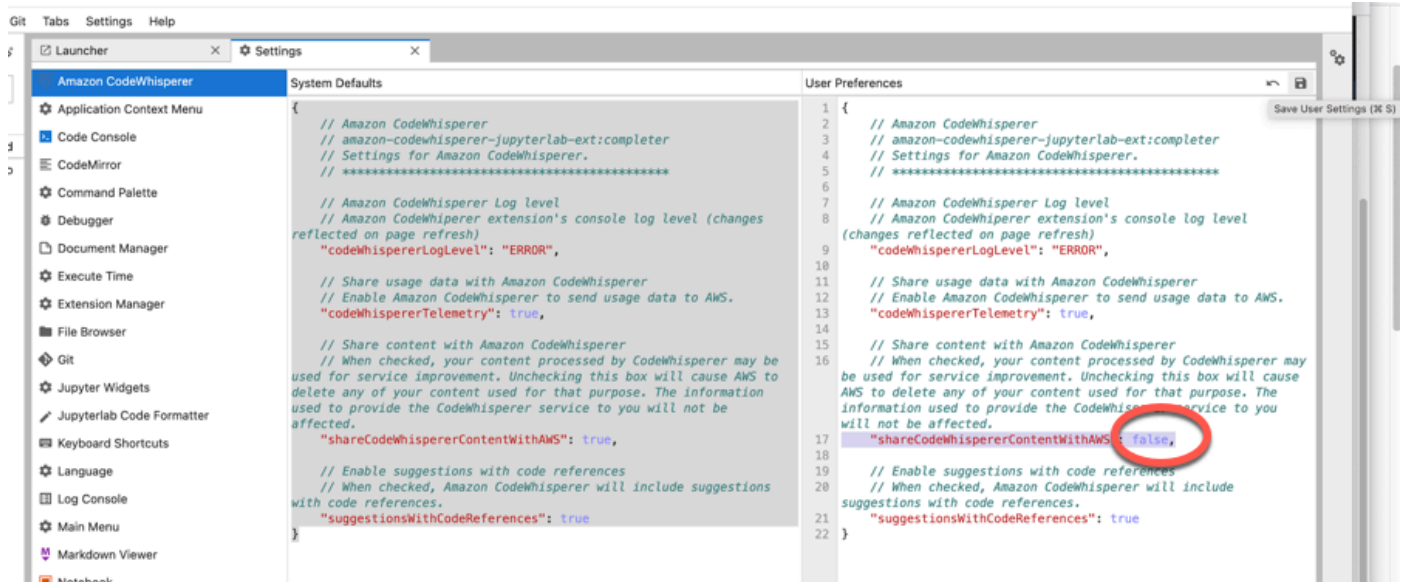 Git Tabs Settings Help
Launcher × Settings ×
Amazon CodeWhisperer
Application Context Menu
Code Console
CodeMirror
Command Palette
Debugger
Document Manager
Execute Time
Extension Manager
File Browser
Git
Jupyter Widgets
Jupyterlab Code Formatter
Keyboard Shortcuts
Language
Log Console
Main Menu
Markdown Viewer
Notebook
System Defaults
{
// Amazon CodeWhisperer
// amazon-codewhisperer-jupyterlab-ext:completer
// Settings for Amazon CodeWhisperer.
// *********************************************
// Amazon CodeWhisperer Log level
// Amazon CodeWhiperer extension's console log level (changes
reflected on page refresh)
"codeWhispererLogLevel": "ERROR",
// Share usage data with Amazon CodeWhisperer
// Enable Amazon CodeWhisperer to send usage data to AWS.
"codeWhispererTelemetry": true,
// Share content with Amazon CodeWhisperer
// When checked, your content processed by CodeWhisperer may be
used for service improvement. Unchecking this box will cause AWS to
delete any of your content used for that purpose. The information
used to provide the CodeWhisperer service to you will not be
affected.
"shareCodeWhispererContentWithAWS": true,
// Enable suggestions with code references
// When checked, Amazon CodeWhisperer will include suggestions
with code references.
"suggestionsWithCodeReferences": true
}
User Preferences
Save User Settings (⌘ S)
1 {
2 // Amazon CodeWhisperer
3 // amazon-codewhisperer-jupyterlab-ext:completer
4 // Settings for Amazon CodeWhisperer.
5 // *********************************************
6
7 // Amazon CodeWhisperer Log level
8 // Amazon CodeWhiperer extension's console log level
(changes reflected on page refresh)
9 "codeWhispererLogLevel": "ERROR",
10
11 // Share usage data with Amazon CodeWhisperer
12 // Enable Amazon CodeWhisperer to send usage data to AWS.
13 "codeWhispererTelemetry": true,
14
15 // Share content with Amazon CodeWhisperer
16 // When checked, your content processed by CodeWhisperer may
be used for service improvement. Unchecking this box will cause
AWS to delete any of your content used for that purpose. The
information used to provide the CodeWhisperer service to you
will not be affected.
17 "shareCodeWhispererContentWithAWS": false,
18
19 // Enable suggestions with code references
20 // When checked, Amazon CodeWhisperer will include
suggestions with code references.
21 "suggestionsWithCodeReferences": true
22 }